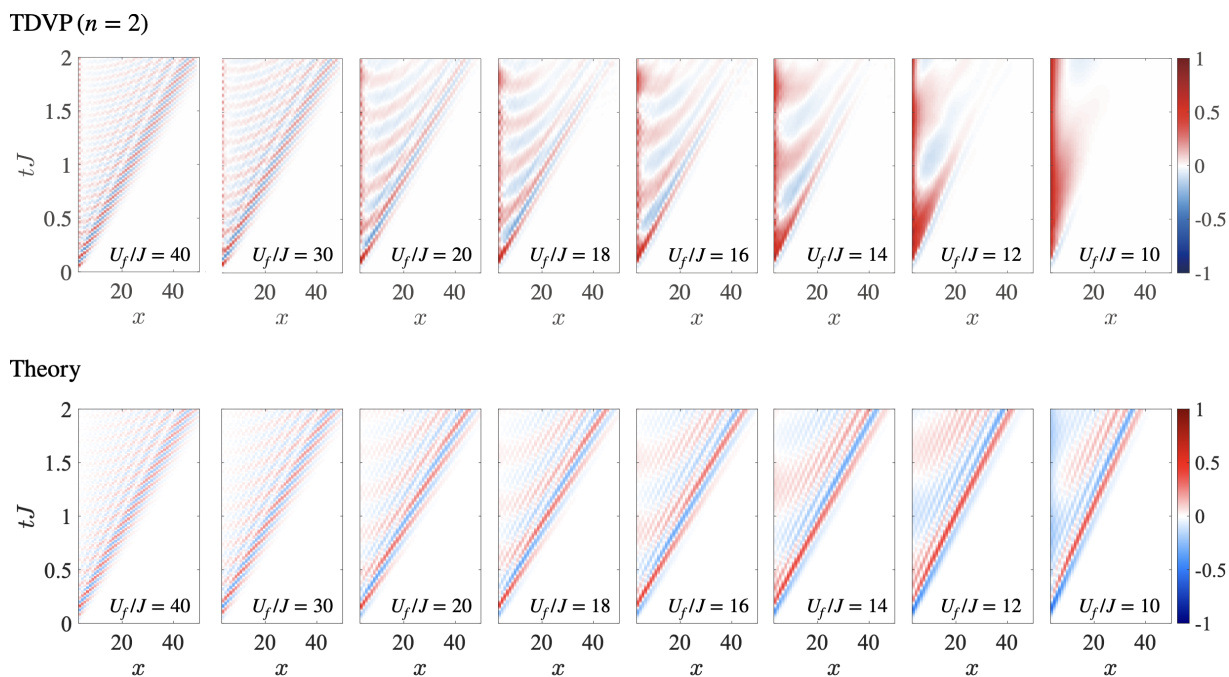 TDVP (n = 2)
tJ
2
1.5
1
0.5
0
U_f/J = 40
U_f/J = 30
U_f/J = 20
U_f/J = 18
U_f/J = 16
U_f/J = 14
U_f/J = 12
U_f/J = 10
20 40 20 40 20 40 20 40 20 40 20 40 20 40 20 40
x x x x x x x x
1
0.5
0
-0.5
-1
Theory
tJ
2
1.5
1
0.5
0
U_f/J = 40
U_f/J = 30
U_f/J = 20
U_f/J = 18
U_f/J = 16
U_f/J = 14
U_f/J = 12
U_f/J = 10
20 40 20 40 20 40 20 40 20 40 20 40 20 40 20 40
x x x x x x x x
1
0.5
0
-0.5
-1